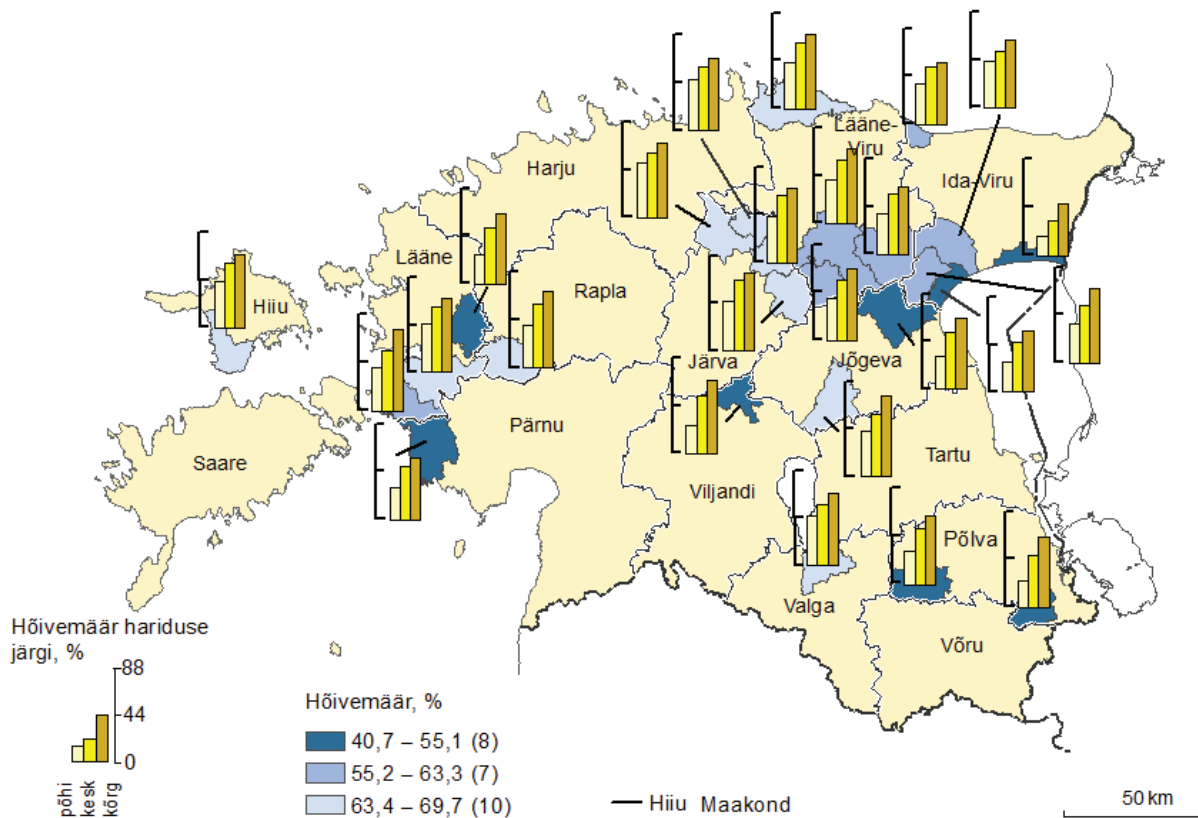 Lääne-
Viru
Harju
Ida-Viru
Lääne
Rapla
Hiiu
Järva
Jõgeva
Pärnu
Saare
Tartu
Viljandi
Põlva
Valga
Võru
Hõivemäär hariduse
järgi, %
88
44
0
põhi
kesk
kõrg
Hõivemäär, %
40,7 – 55,1 (8)
55,2 – 63,3 (7)
63,4 – 69,7 (10)
Hiiu Maakond
50 km